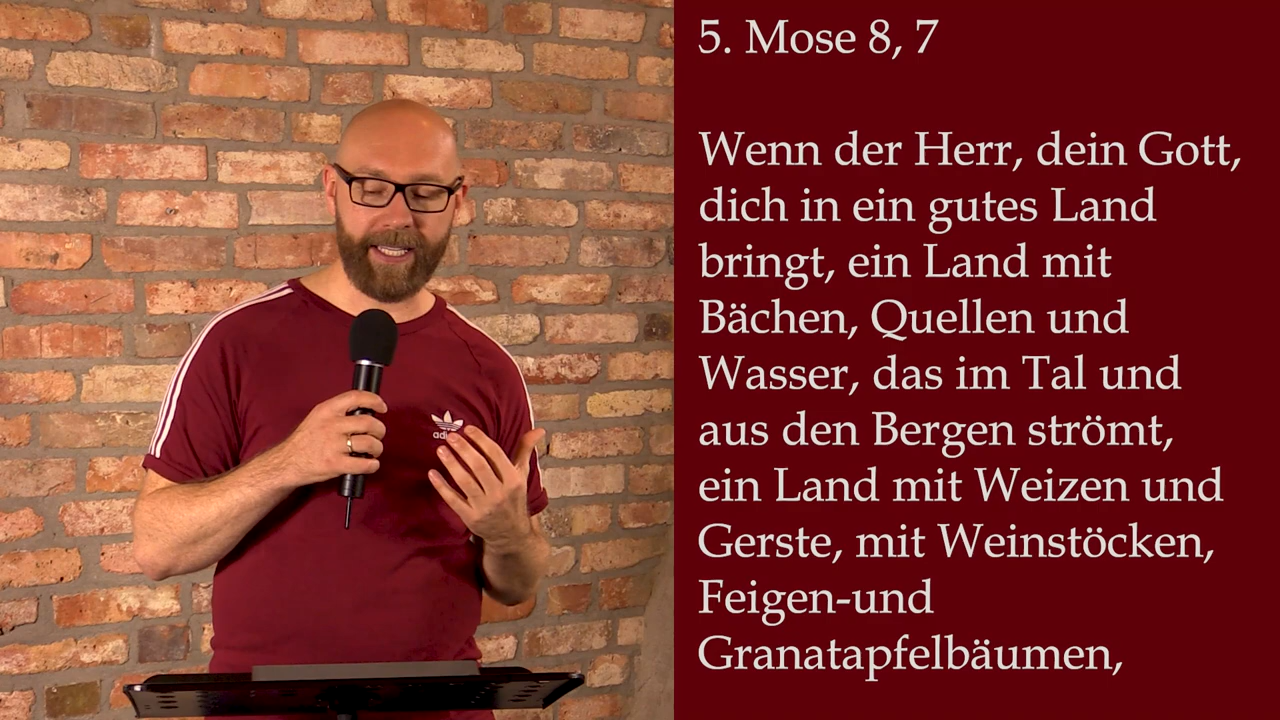 5. Mose 8, 7
Wenn der Herr, dein Gott,
dich in ein gutes Land
bringt, ein Land mit
Bächen, Quellen und
Wasser, das im Tal und
aus den Bergen strömt,
ein Land mit Weizen und
Gerste, mit Weinstöcken,
Feigen-und
Granatapfelbäumen,